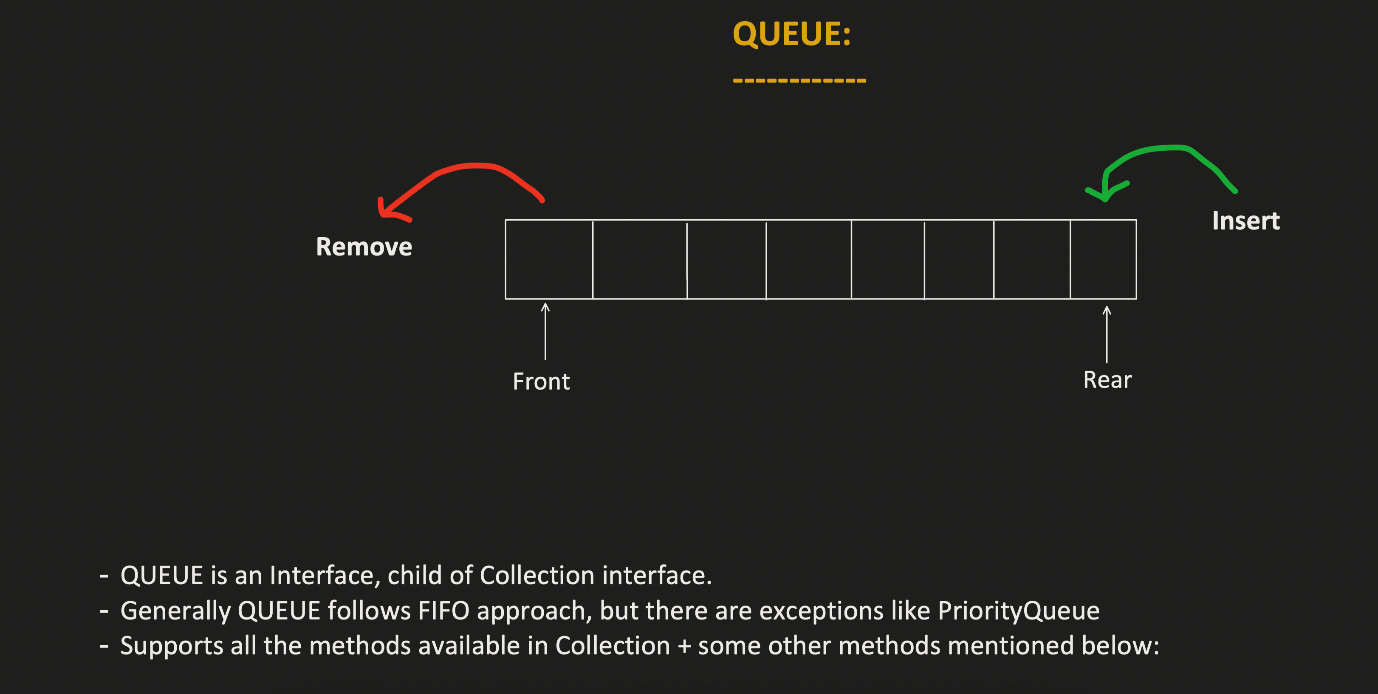 QUEUE:
------------
Remove
Insert
Front
Rear
- QUEUE is an Interface, child of Collection interface.
- Generally QUEUE follows FIFO approach, but there are exceptions like PriorityQueue
- Supports all the methods available in Collection + some other methods mentioned below: